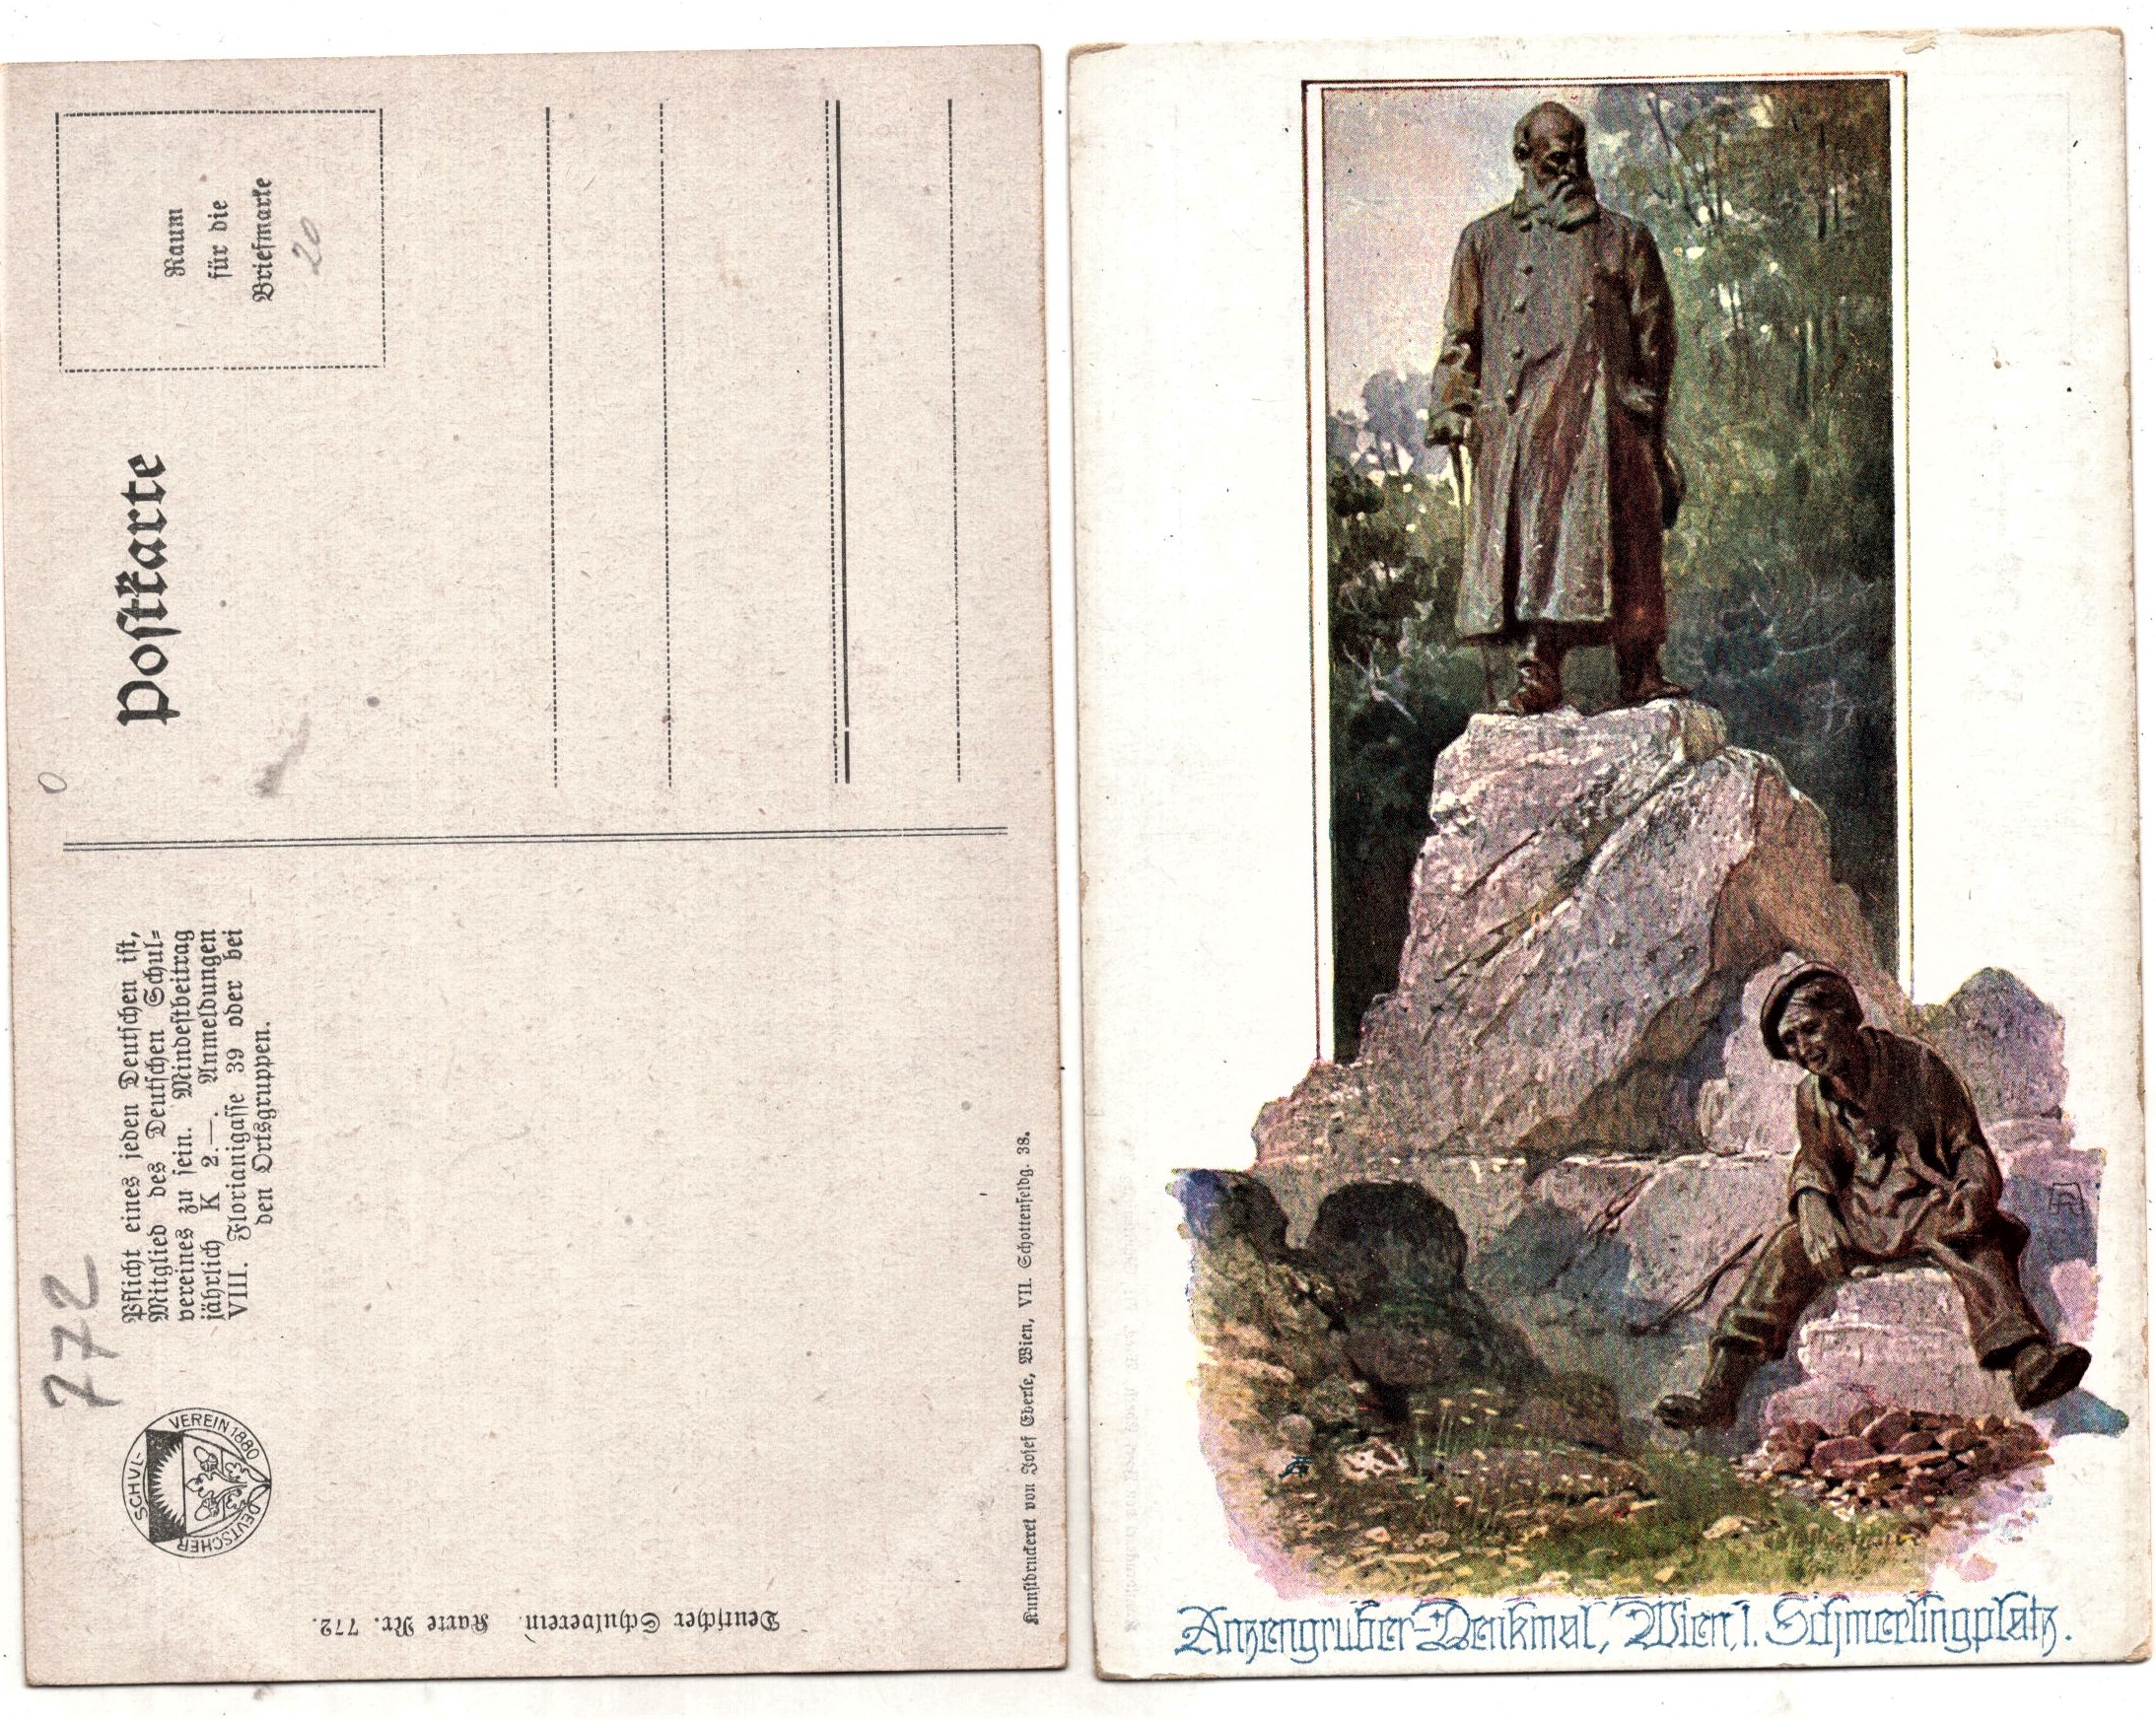 Postkarte
Raum
für die
Briefmarke
20
772
Pflicht eines jeden Deutschen ist,
Mitglied des Deutschen Schul=
vereines zu sein. Mindestbeitrag
jährlich K 2.—. Anmeldungen
VIII. Florianigasse 39 oder bei
den Ortsgruppen.
DEUTSCHER SCHVL-VEREIN 1880
Deutscher Schulverein. Karte Nr. 772.
Kunstdruckerei von Josef Eberle, Wien, VII. Schottenfeldg. 38.
Anzengruber-Denkmal, Wien, I. Schmerlingplatz.